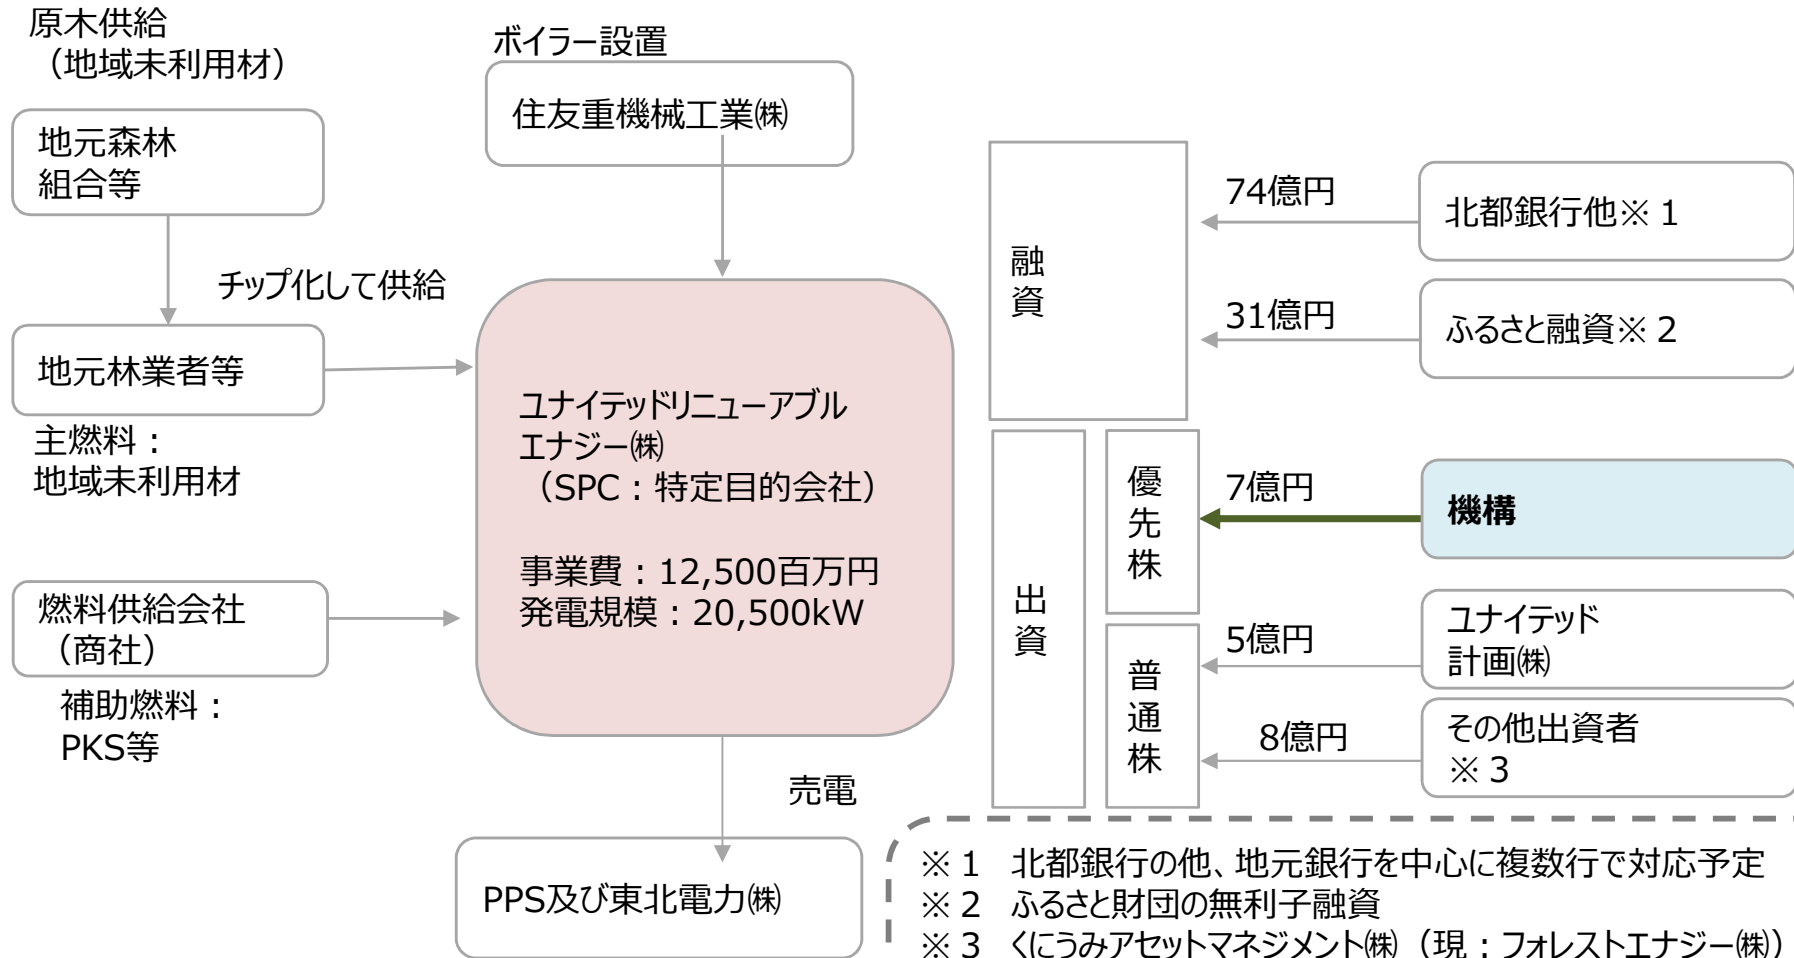 原木供給
（地域未利用材）
地元森林
組合等
チップ化して供給
地元林業者等
主燃料：
地域未利用材
燃料供給会社
（商社）
補助燃料：
PKS等
ボイラー設置
住友重機械工業㈱
ユナイテッドリニューアブル
エナジー㈱
（SPC：特定目的会社）
事業費：12,500百万円
発電規模：20,500kW
売電
PPS及び東北電力㈱
融資
74億円
北都銀行他※１
31億円
ふるさと融資※２
出資
優先株
7億円
機構
普通株
5億円
ユナイテッド
計画㈱
8億円
その他出資者
※３
※１　北都銀行の他、地元銀行を中心に複数行で対応予定
※２　ふるさと財団の無利子融資
※３　くにうみアセットマネジメント㈱（現：フォレストエナジー㈱）